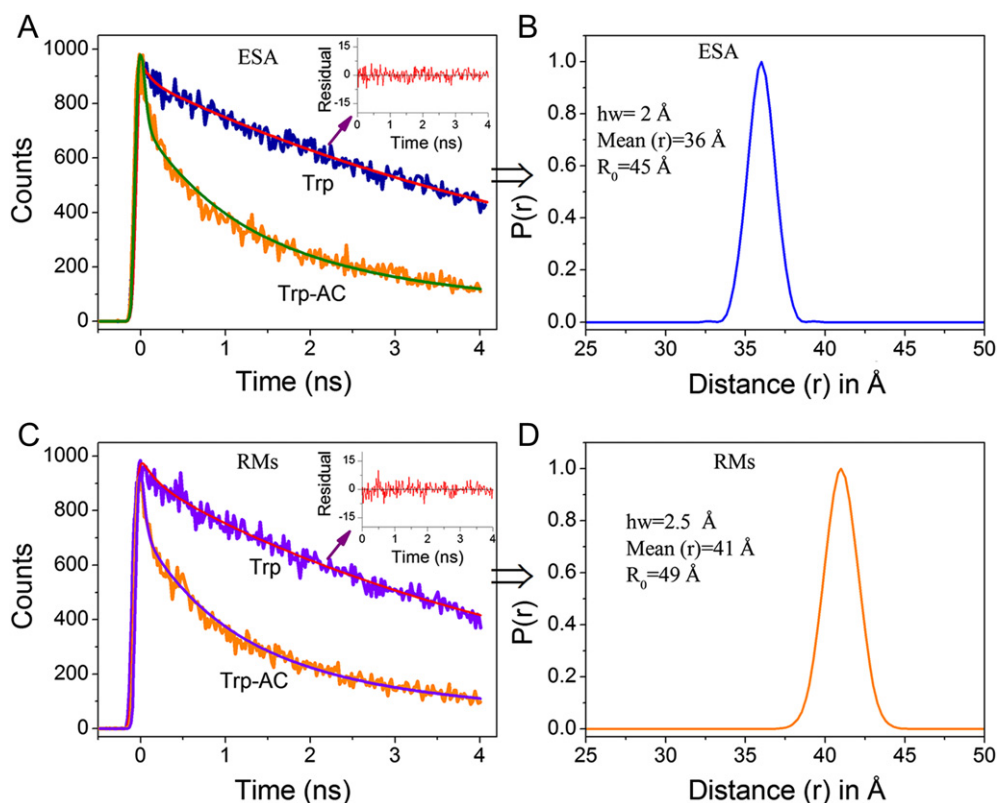 A
ESA
1000
800
600
400
200
0
Counts
0
1
2
3
4
Time (ns)
Trp
Trp-AC
15
0
-15
Residual
0
1
2
3
4
Time (ns)
B
ESA
hw= 2 Å
Mean (r)=36 Å
R₀=45 Å
1.0
0.8
0.6
0.4
0.2
0.0
P(r)
25
30
35
40
45
50
Distance (r) in Å
C
RMs
1000
800
600
400
200
0
Counts
0
1
2
3
4
Time (ns)
Trp
Trp-AC
15
0
-15
Residual
0
1
2
3
4
Time (ns)
D
RMs
hw=2.5 Å
Mean (r)=41 Å
R₀=49 Å
1.0
0.8
0.6
0.4
0.2
0.0
P(r)
25
30
35
40
45
50
Distance (r) in Å